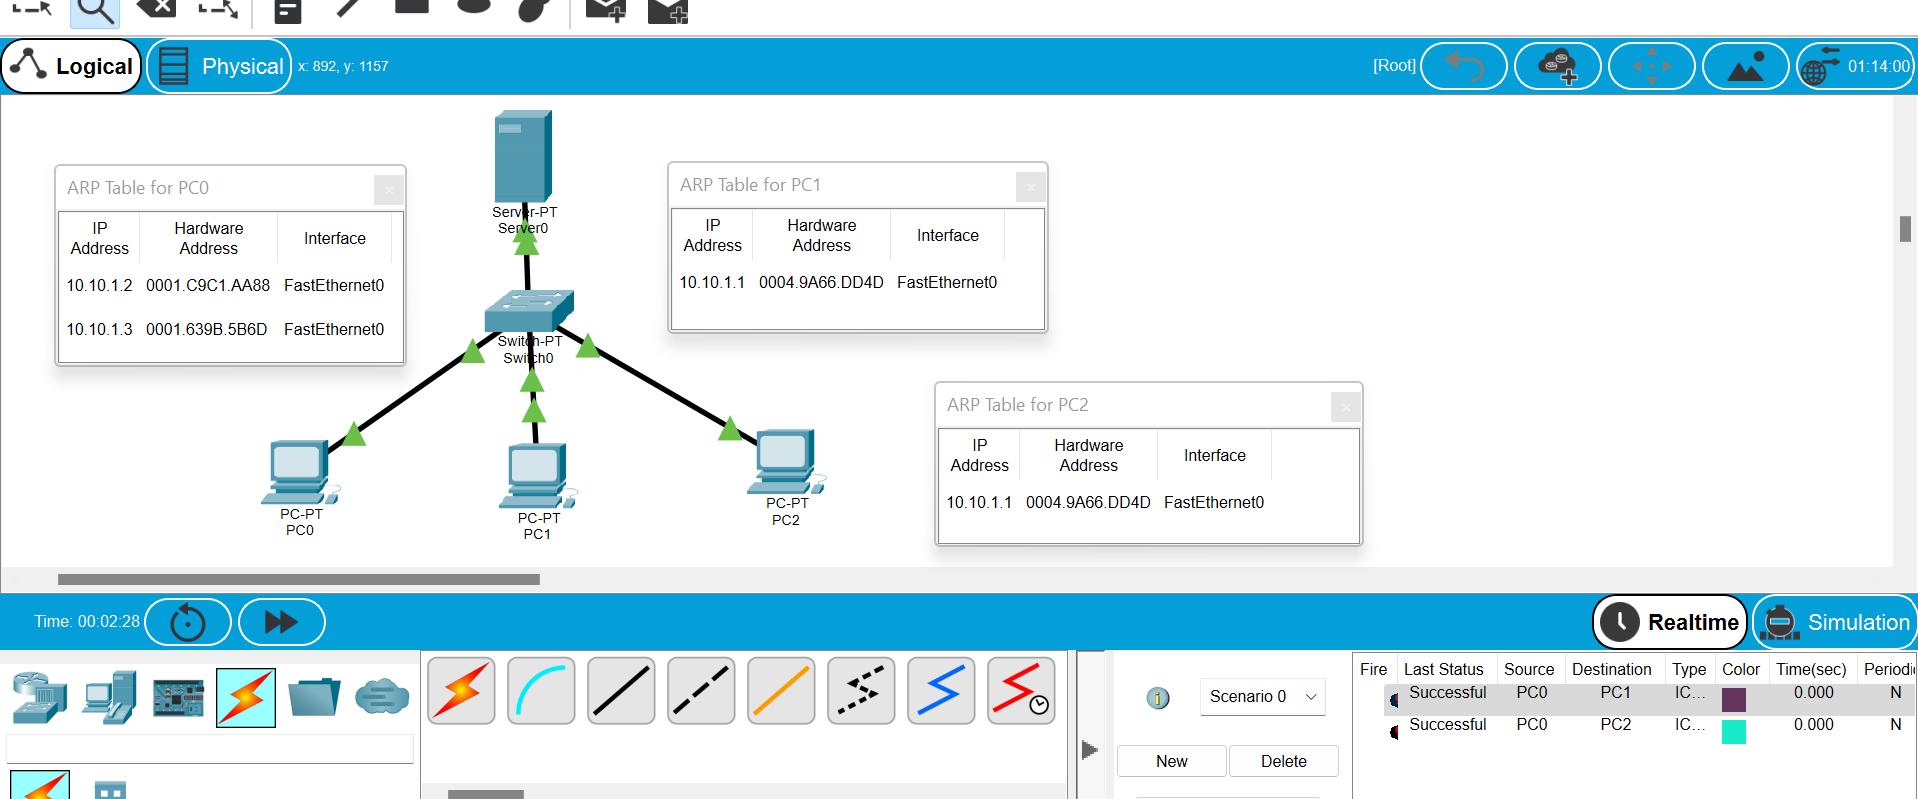 Logical
Physical
x: 892, y: 1157
[Root]
01:14:00
Server-PT
Server0
Switch-PT
Switch0
PC-PT
PC0
PC-PT
PC1
PC-PT
PC2
ARP Table for PC0
IP Address Hardware Address Interface
10.10.1.2 0001.C9C1.AA88 FastEthernet0
10.10.1.3 0001.639B.5B6D FastEthernet0
ARP Table for PC1
IP Address Hardware Address Interface
10.10.1.1 0004.9A66.DD4D FastEthernet0
ARP Table for PC2
IP Address Hardware Address Interface
10.10.1.1 0004.9A66.DD4D FastEthernet0
Time: 00:02:28
Realtime
Simulation
Scenario 0
New
Delete
Fire Last Status Source Destination Type Color Time(sec) Periodic
Successful PC0 PC1 IC... 0.000 N
Successful PC0 PC2 IC... 0.000 N